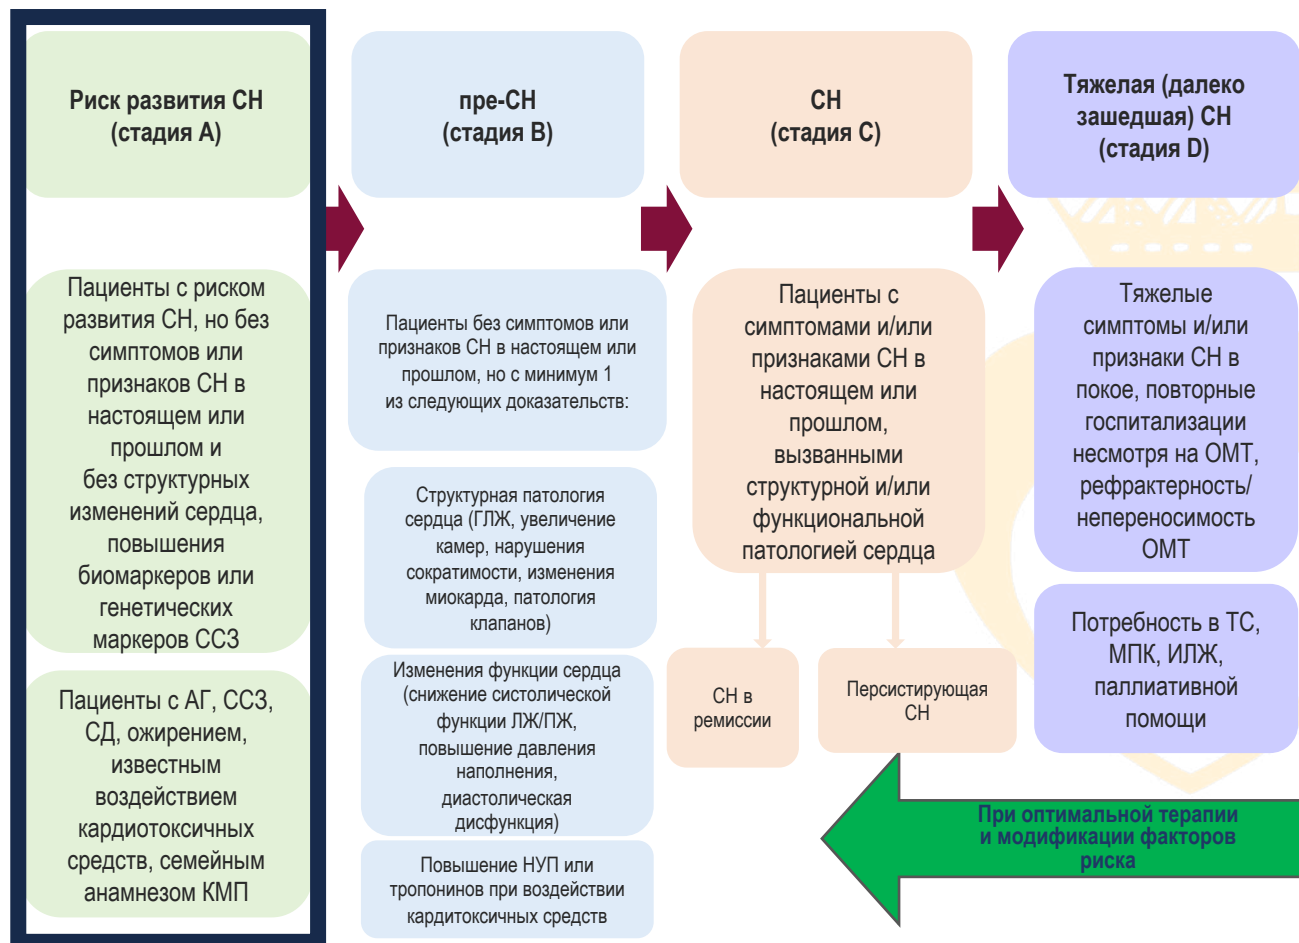 Риск развития СН
(стадия А)
Пациенты с риском
развития СН, но без
симптомов или
признаков СН в
настоящем или
прошлом и
без структурных
изменений сердца,
повышения
биомаркеров или
генетических
маркеров ССЗ
Пациенты с АГ, ССЗ,
СД, ожирением,
известным
воздействием
кардиотоксичных
средств, семейным
анамнезом КМП
пре-СН
(стадия В)
Пациенты без симптомов или
признаков СН в настоящем или
прошлом, но с минимум 1
из следующих доказательств:
Структурная патология
сердца (ГЛЖ, увеличение
камер, нарушения
сократимости, изменения
миокарда, патология
клапанов)
Изменения функции сердца
(снижение систолической
функции ЛЖ/ПЖ,
повышение давления
наполнения,
диастолическая
дисфункция)
Повышение НУП или
тропонинов при воздействии
кардитоксичных средств
СН
(стадия С)
Пациенты с
симптомами и/или
признаками СН в
настоящем или
прошлом,
вызванными
структурной и/или
функциональной
патологией сердца
СН в
ремиссии
Персистирующая
СН
Тяжелая (далеко
зашедшая) СН
(стадия D)
Тяжелые
симптомы и/или
признаки СН в
покое, повторные
госпитализации
несмотря на ОМТ,
рефрактерность/
непереносимость
ОМТ
Потребность в ТС,
МПК, ИЛЖ,
паллиативной
помощи
При оптимальной терапии
и модификации факторов
риска